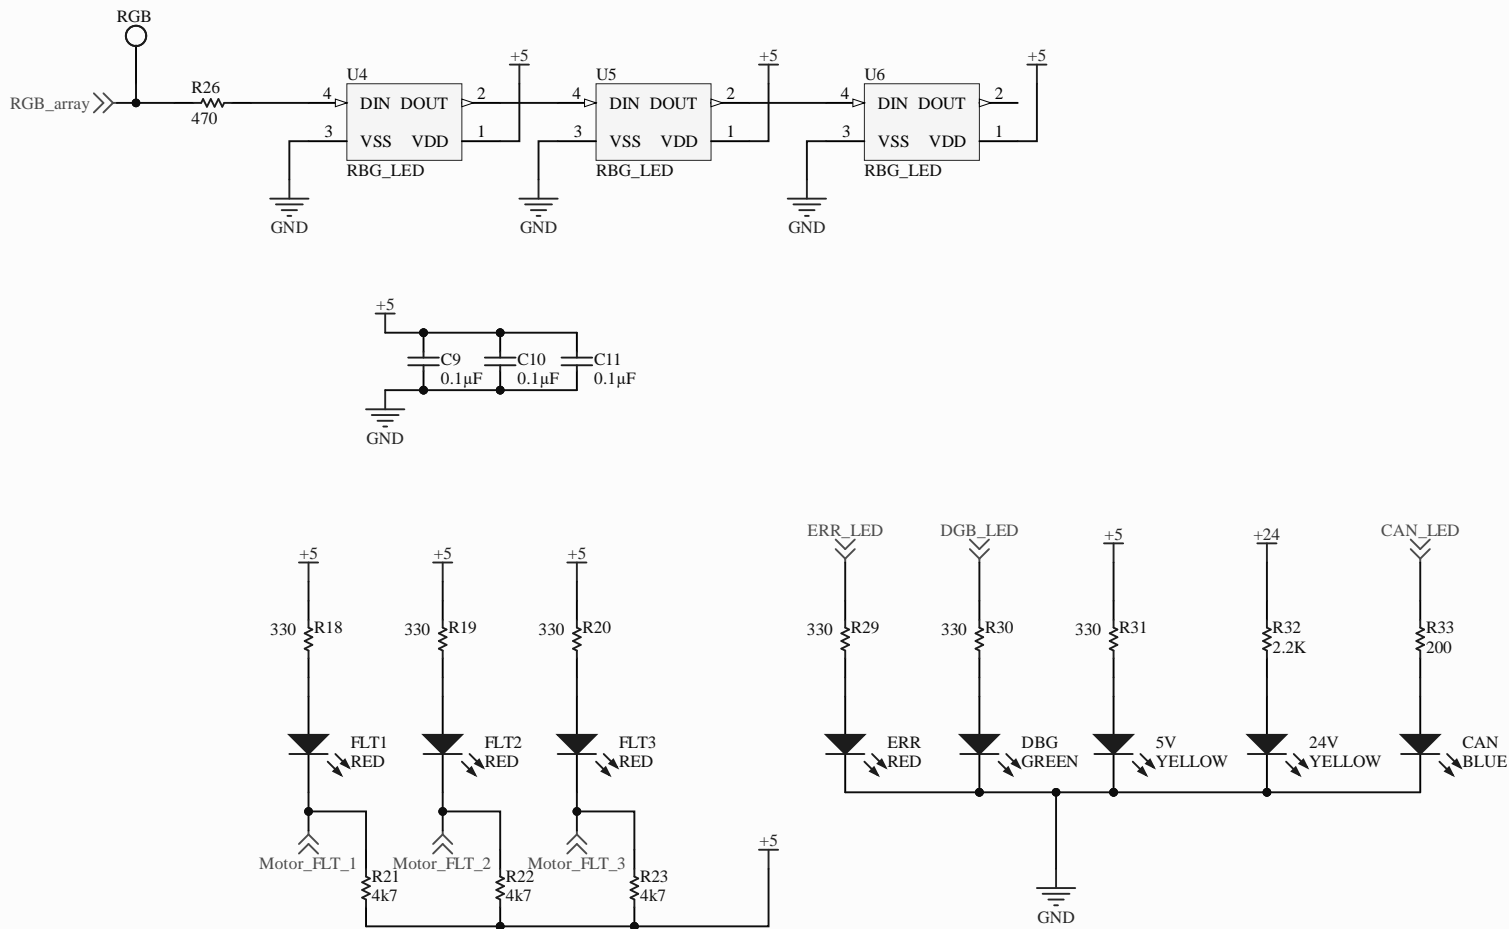 RGB
RGB_array
R26
470
U4
4 DIN DOUT 2
3 VSS VDD 1
RBG_LED
GND
+5
U5
4 DIN DOUT 2
3 VSS VDD 1
RBG_LED
GND
+5
U6
4 DIN DOUT 2
3 VSS VDD 1
RBG_LED
GND
+5
+5
C9
0.1µF
C10
0.1µF
C11
0.1µF
GND
+5
330 R18
FLT1
RED
Motor_FLT_1
R21
4k7
+5
330 R19
FLT2
RED
Motor_FLT_2
R22
4k7
+5
330 R20
FLT3
RED
Motor_FLT_3
R23
4k7
+5
ERR_LED
330 R29
ERR
RED
DGB_LED
330 R30
DBG
GREEN
+5
330 R31
5V
YELLOW
+24
R32
2.2K
24V
YELLOW
CAN_LED
R33
200
CAN
BLUE
GND